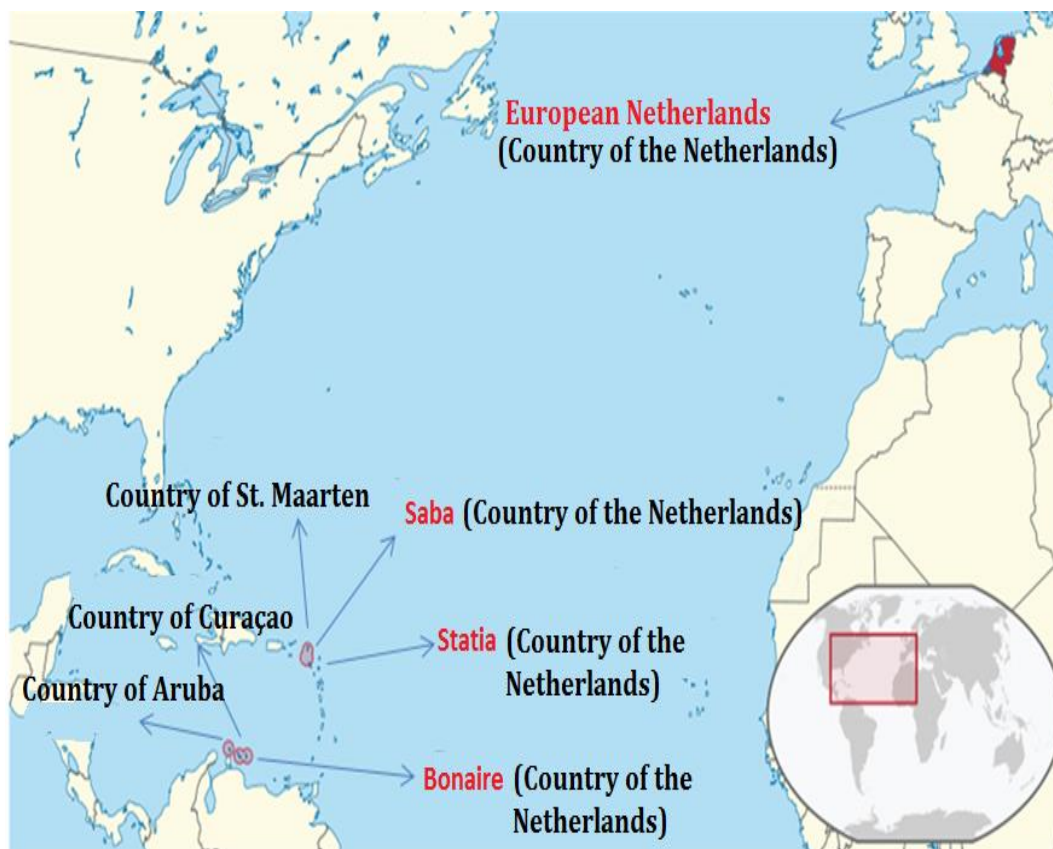 European Netherlands
(Country of the Netherlands)
Country of St. Maarten
Saba (Country of the Netherlands)
Country of Curaçao
Statia (Country of the
Netherlands)
Country of Aruba
Bonaire (Country of the
Netherlands)